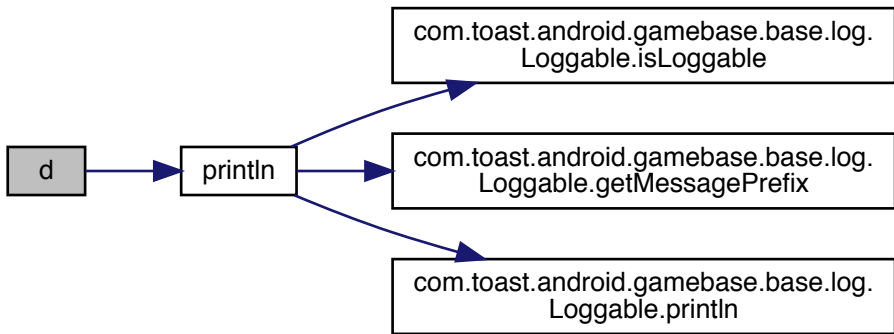 com.toast.android.gamebase.base.log.
Loggable.isLoggable
d
println
com.toast.android.gamebase.base.log.
Loggable.getMessagePrefix
com.toast.android.gamebase.base.log.
Loggable.println